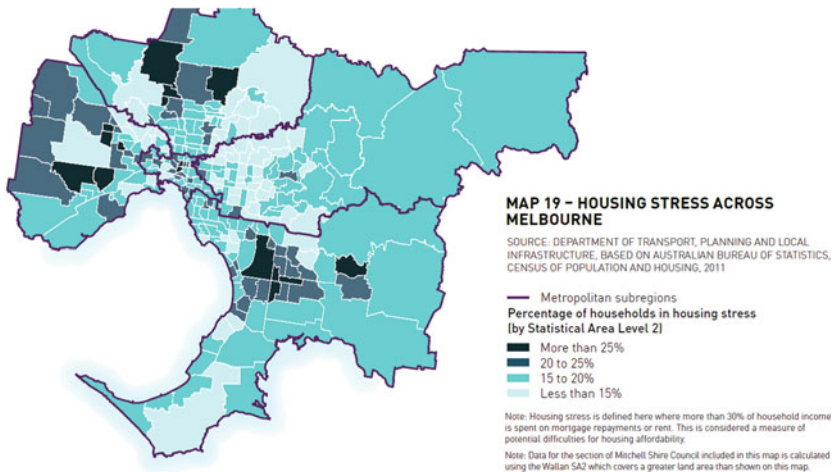 MAP 19 – HOUSING STRESS ACROSS
MELBOURNE
SOURCE: DEPARTMENT OF TRANSPORT, PLANNING AND LOCAL
INFRASTRUCTURE, BASED ON AUSTRALIAN BUREAU OF STATISTICS,
CENSUS OF POPULATION AND HOUSING, 2011
Metropolitan subregions
Percentage of households in housing stress
(by Statistical Area Level 2)
More than 25%
20 to 25%
15 to 20%
Less than 15%
Note: Housing stress is defined here where more than 30% of household income
is spent on mortgage repayments or rent. This is considered a measure of
potential difficulties for housing affordability.
Note: Data for the section of Mitchell Shire Council included in this map is calculated
using the Wallan SA2 which covers a greater land area than shown on this map.